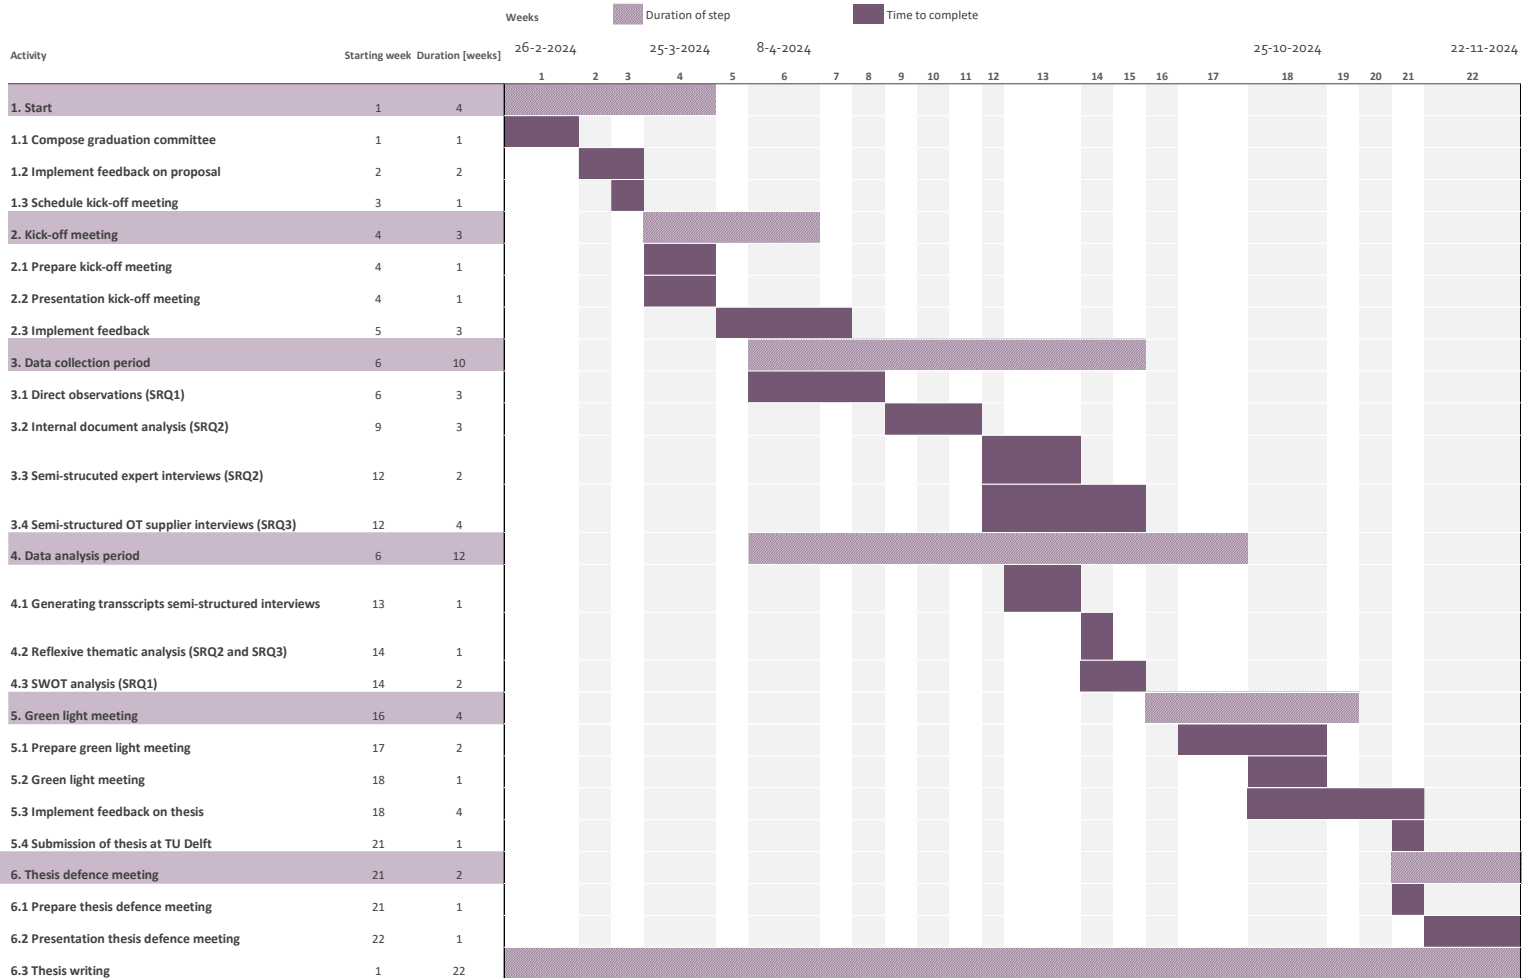 Weeks Duration of step Time to complete
Activity Starting week Duration [weeks] 26-2-2024 25-3-2024 8-4-2024 25-10-2024 22-11-2024
1 2 3 4 5 6 7 8 9 10 11 12 13 14 15 16 17 18 19 20 21 22
1. Start 1 4
1.1 Compose graduation committee 1 1
1.2 Implement feedback on proposal 2 2
1.3 Schedule kick-off meeting 3 1
2. Kick-off meeting 4 3
2.1 Prepare kick-off meeting 4 1
2.2 Presentation kick-off meeting 4 1
2.3 Implement feedback 5 3
3. Data collection period 6 10
3.1 Direct observations (SRQ1) 6 3
3.2 Internal document analysis (SRQ2) 9 3
3.3 Semi-strucuted expert interviews (SRQ2) 12 2
3.4 Semi-structured OT supplier interviews (SRQ3) 12 4
4. Data analysis period 6 12
4.1 Generating transscripts semi-structured interviews 13 1
4.2 Reflexive thematic analysis (SRQ2 and SRQ3) 14 1
4.3 SWOT analysis (SRQ1) 14 2
5. Green light meeting 16 4
5.1 Prepare green light meeting 17 2
5.2 Green light meeting 18 1
5.3 Implement feedback on thesis 18 4
5.4 Submission of thesis at TU Delft 21 1
6. Thesis defence meeting 21 2
6.1 Prepare thesis defence meeting 21 1
6.2 Presentation thesis defence meeting 22 1
6.3 Thesis writing 1 22